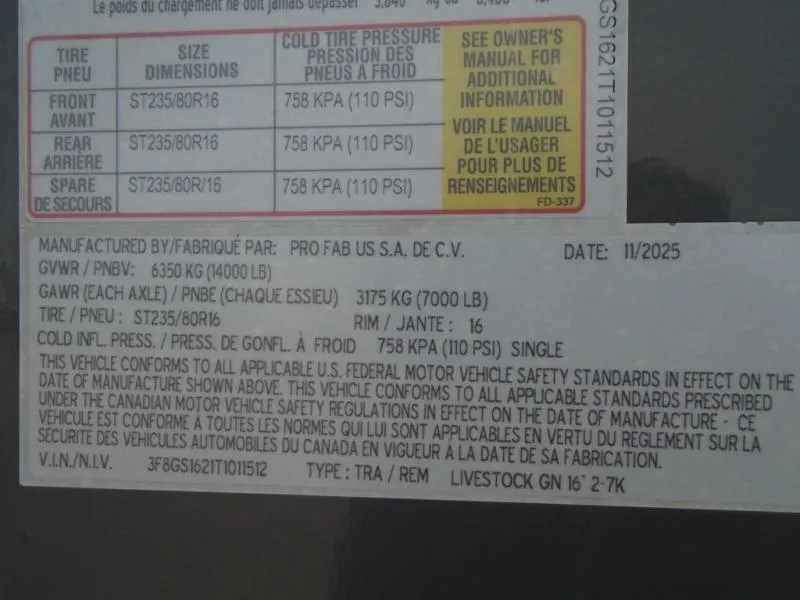 Le poids du chargement ne doit jamais dépasser 3,840 kg ou
TIRE PNEU
SIZE DIMENSIONS
COLD TIRE PRESSURE PRESSION DES PNEUS A FROID
FRONT AVANT
ST235/80R16
758 KPA (110 PSI)
REAR ARRIÈRE
ST235/80R16
758 KPA (110 PSI)
SPARE DE SECOURS
ST235/80R/16
758 KPA (110 PSI)
SEE OWNER'S
MANUAL FOR
ADDITIONAL
INFORMATION
VOIR LE MANUEL
DE L'USAGER
POUR PLUS DE
RENSEIGNEMENTS
FD-337
GS1621T1011512
MANUFACTURED BY/FABRIQUÉ PAR: PRO FAB US S.A. DE C.V. DATE: 11/2025
GVWR / PNBV: 6350 KG (14000 LB)
GAWR (EACH AXLE) / PNBE (CHAQUE ESSIEU) 3175 KG (7000 LB)
TIRE / PNEU : ST235/80R16 RIM / JANTE : 16
COLD INFL. PRESS. / PRESS. DE GONFL. À FROID 758 KPA (110 PSI) SINGLE
THIS VEHICLE CONFORMS TO ALL APPLICABLE U.S. FEDERAL MOTOR VEHICLE SAFETY STANDARDS IN EFFECT ON THE
DATE OF MANUFACTURE SHOWN ABOVE. THIS VEHICLE CONFORMS TO ALL APPLICABLE STANDARDS PRESCRIBED
UNDER THE CANADIAN MOTOR VEHICLE SAFETY REGULATIONS IN EFFECT ON THE DATE OF MANUFACTURE - CE
VÉHICULE EST CONFORME À TOUTES LES NORMES QUI LUI SONT APPLICABLES EN VERTU DU REGLEMENT SUR LA
SÉCURITÉ DES VÉHICULES AUTOMOBILES DU CANADA EN VIGUEUR A LA DATE DE SA FABRICATION.
V.I.N./N.I.V. 3F8GS1621T1011512 TYPE : TRA / REM LIVESTOCK GN 16' 2-7K